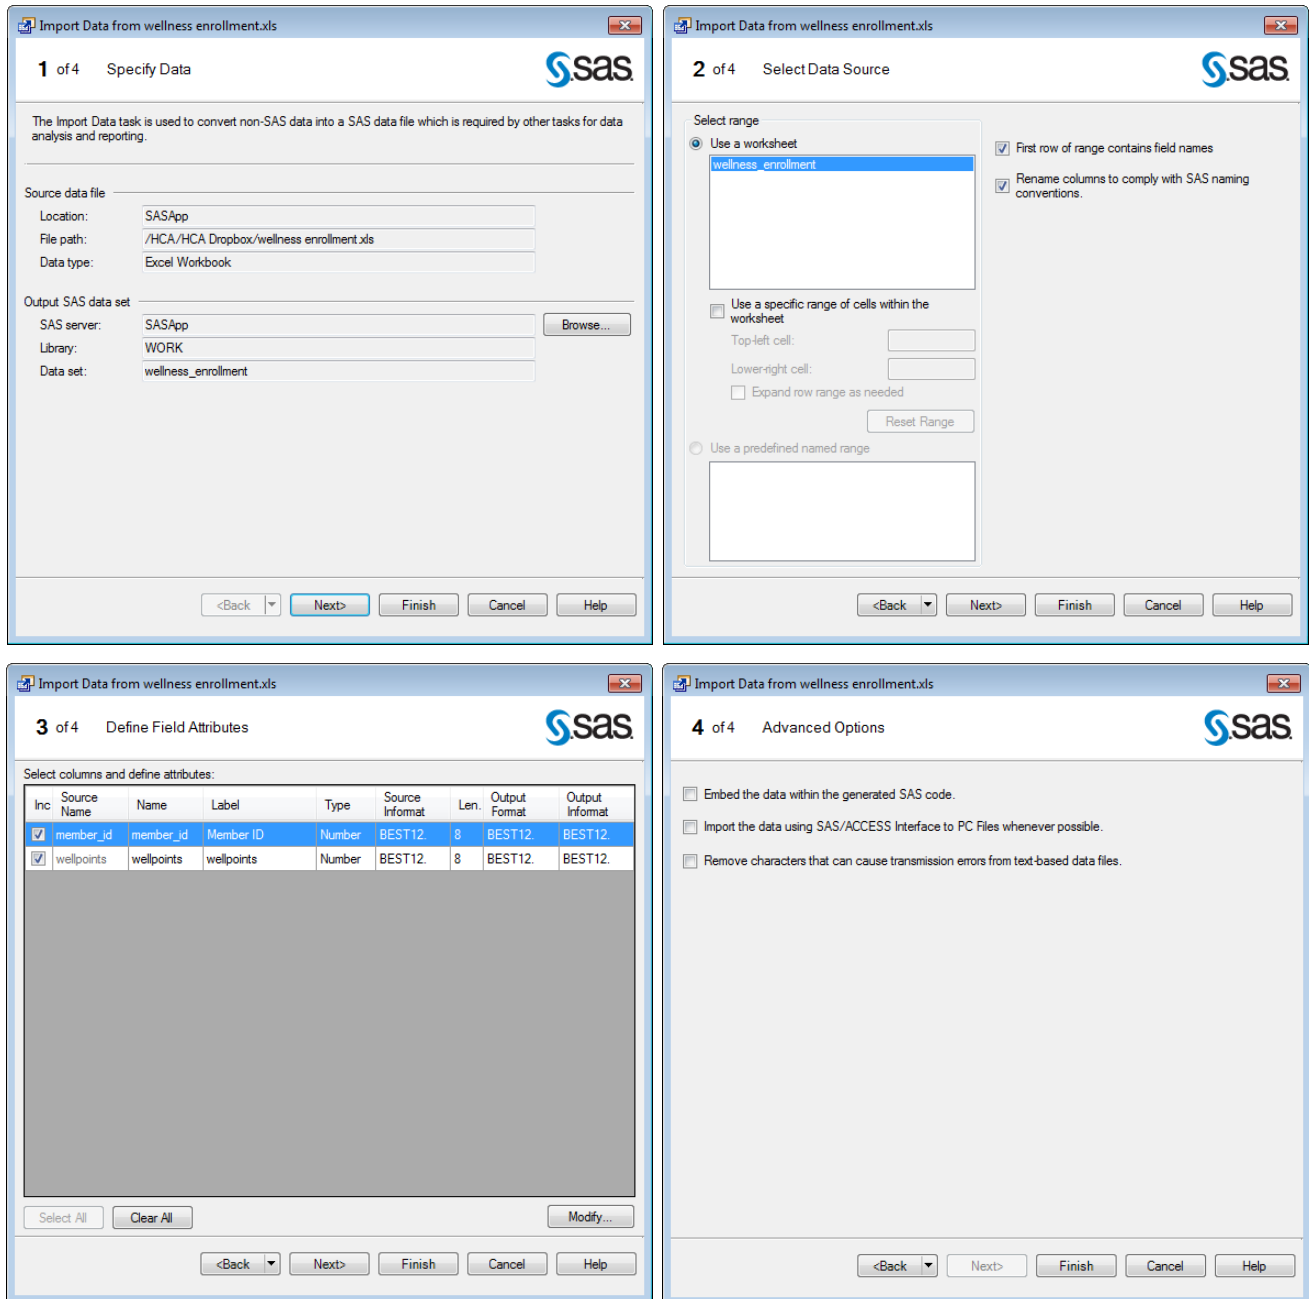 Import Data from wellness enrollment.xls
1 of 4 Specify Data
sas
The Import Data task is used to convert non-SAS data into a SAS data file which is required by other tasks for data
analysis and reporting.
Source data file
Location: SASApp
File path: /HCA/HCA Dropbox/wellness enrollment.xls
Data type: Excel Workbook
Output SAS data set
SAS server: SASApp Browse...
Library: WORK
Data set: wellness_enrollment
<Back Next> Finish Cancel Help
Import Data from wellness enrollment.xls
2 of 4 Select Data Source
sas
Select range
Use a worksheet
wellness_enrollment
First row of range contains field names
Rename columns to comply with SAS naming
conventions.
Use a specific range of cells within the
worksheet
Top-left cell:
Lower-right cell:
Expand row range as needed
Reset Range
Use a predefined named range
<Back Next> Finish Cancel Help
Import Data from wellness enrollment.xls
3 of 4 Define Field Attributes
sas
Select columns and define attributes:
Inc Source Name Name Label Type Source Informat Len. Output Format Output Informat
member_id member_id Member ID Number BEST12. 8 BEST12. BEST12.
wellpoints wellpoints wellpoints Number BEST12. 8 BEST12. BEST12.
Select All Clear All Modify...
<Back Next> Finish Cancel Help
Import Data from wellness enrollment.xls
4 of 4 Advanced Options
sas
Embed the data within the generated SAS code.
Import the data using SAS/ACCESS Interface to PC Files whenever possible.
Remove characters that can cause transmission errors from text-based data files.
<Back Next> Finish Cancel Help